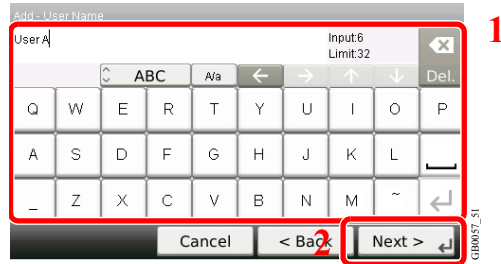 Add - User Name
User A
Input:6
Limit:32
1
ABC A/a ← → ↑ ↓ Del.
Q W E R T Y U I O P
A S D F G H J K L
_ Z X C V B N M ~
2
Cancel < Back Next >
GB0057_51